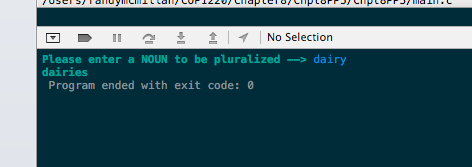 /Users/randymcmillan/COP1220/Chapter8/Chpt8PP5/Chpt8PP5/main.c
No Selection
Please enter a NOUN to be pluralized --> dairy
dairies
Program ended with exit code: 0